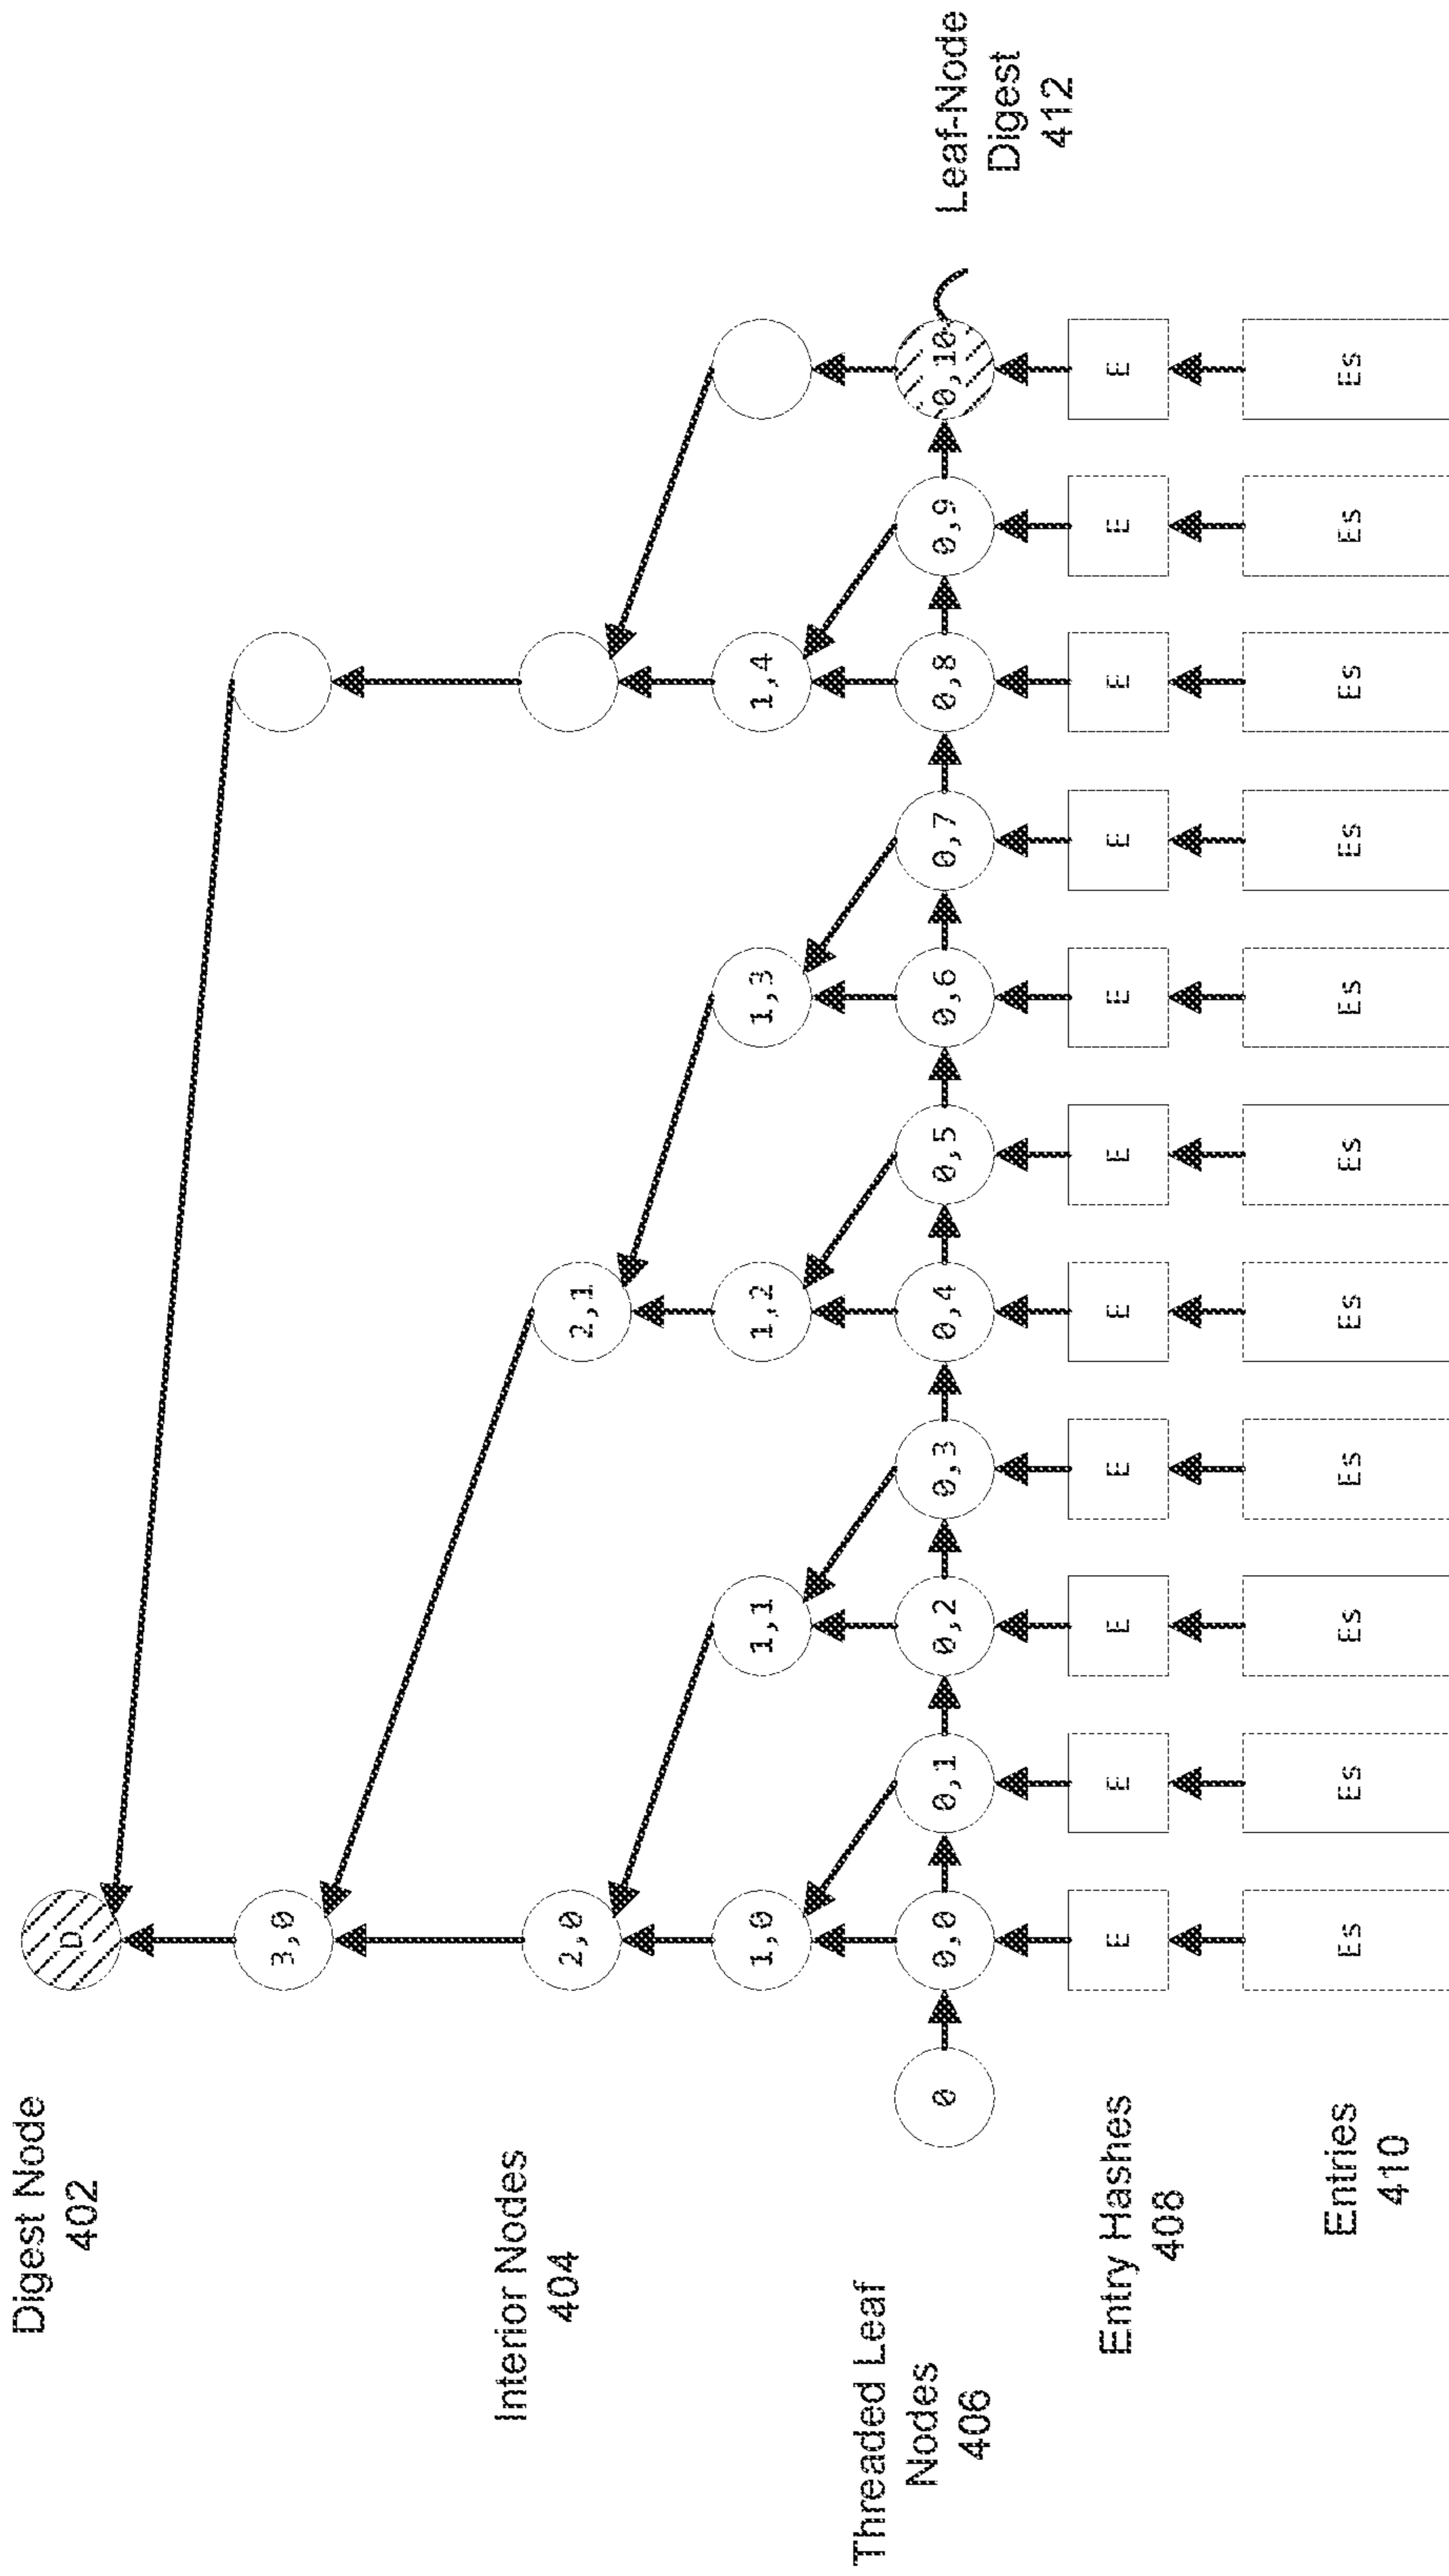 Digest Node
402
D
3,0
Interior Nodes
404
2,0 2,1
1,0 1,1 1,2 1,3 1,4
Threaded Leaf
Nodes
406
0 0,0 0,1 0,2 0,3 0,4 0,5 0,6 0,7 0,8 0,9 0,10
Leaf-Node
Digest
412
Entry Hashes
408
E E E E E E E E E E E
Entries
410
Es Es Es Es Es Es Es Es Es Es Es